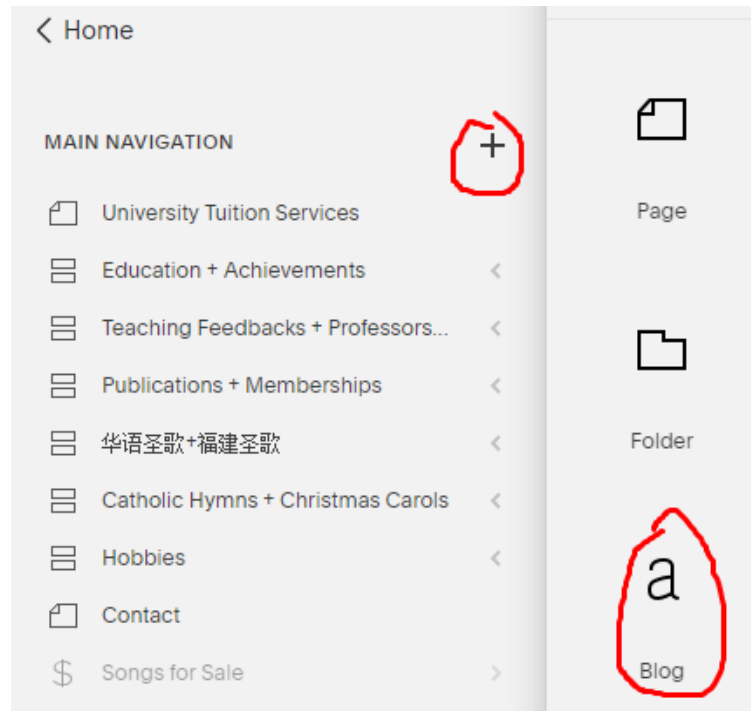 Home
MAIN NAVIGATION
University Tuition Services
Education + Achievements
Teaching Feedbacks + Professors...
Publications + Memberships
华语圣歌+福建圣歌
Catholic Hymns + Christmas Carols
Hobbies
Contact
Songs for Sale
Page
Folder
a
Blog